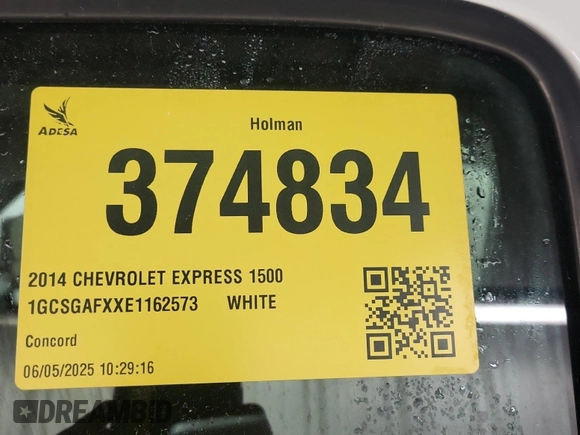 ADESA
Holman
374834
2014 CHEVROLET EXPRESS 1500
1GCSGAFXXE1162573 WHITE
Concord
06/05/2025 10:29:16
DREAMBID